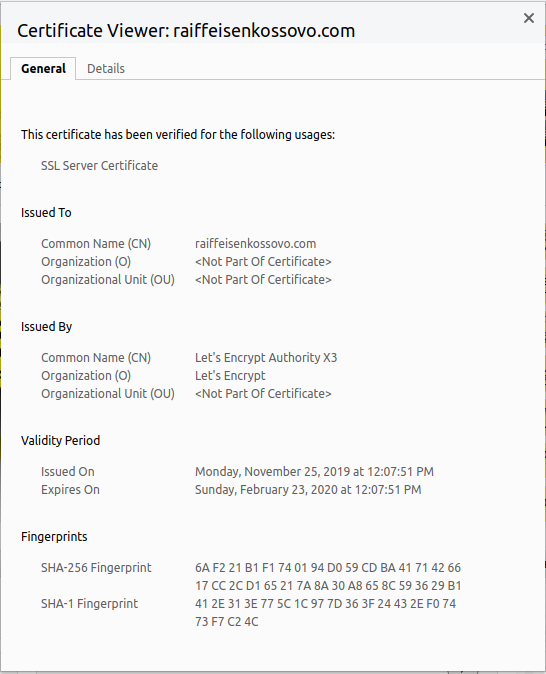 Certificate Viewer: raiffeisenkossovo.com
General Details
This certificate has been verified for the following usages:
SSL Server Certificate
Issued To
Common Name (CN) raiffeisenkossovo.com
Organization (O) <Not Part Of Certificate>
Organizational Unit (OU) <Not Part Of Certificate>
Issued By
Common Name (CN) Let's Encrypt Authority X3
Organization (O) Let's Encrypt
Organizational Unit (OU) <Not Part Of Certificate>
Validity Period
Issued On Monday, November 25, 2019 at 12:07:51 PM
Expires On Sunday, February 23, 2020 at 12:07:51 PM
Fingerprints
SHA-256 Fingerprint 6A F2 21 B1 F1 74 01 94 D0 59 CD BA 41 71 42 66
17 CC 2C D1 65 21 7A 8A 30 A8 65 8C 59 36 29 B1
SHA-1 Fingerprint 41 2E 31 3E 77 5C 1C 97 7D 36 3F 24 43 2E F0 74
73 F7 C2 4C